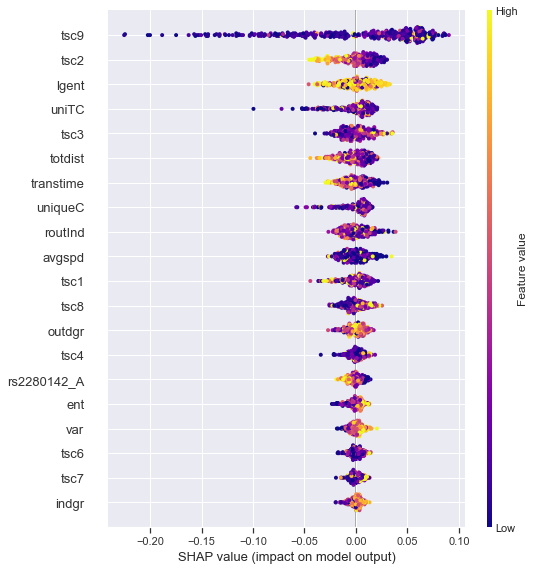 High
tsc9
tsc2
lgent
uniTC
tsc3
totdist
transtime
uniqueC
routInd
avgspd
tsc1
tsc8
outdgr
tsc4
rs2280142_A
ent
var
tsc6
tsc7
indgr
Feature value
Low
−0.20 −0.15 −0.10 −0.05 0.00 0.05 0.10
SHAP value (impact on model output)